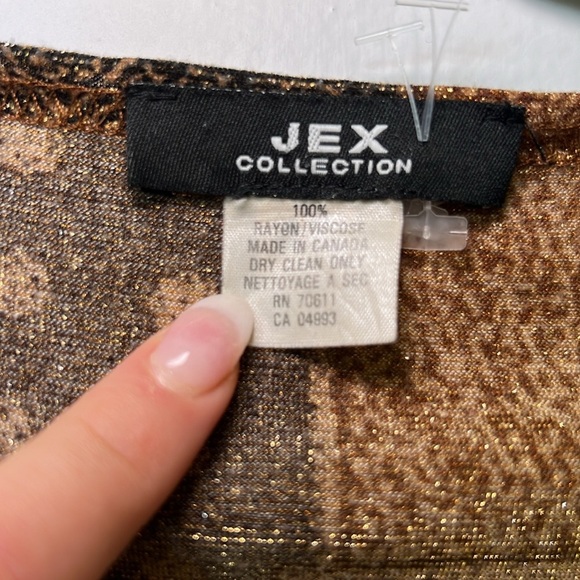 JEX
COLLECTION
100%
RAYON/VISCOSE
MADE IN CANADA
DRY CLEAN ONLY
NETTOYAGE A SEC
RN 70611
CA 04993